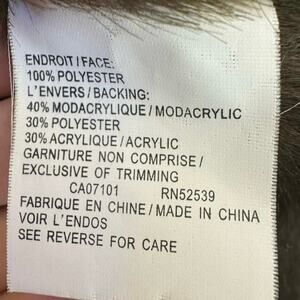 ENDROIT / FACE:
100% POLYESTER
L'ENVERS / BACKING:
40% MODACRYLIQUE / MODACRYLIC
30% POLYESTER
30% ACRYLIQUE / ACRYLIC
GARNITURE NON COMPRISE /
EXCLUSIVE OF TRIMMING
CA07101 RN52539
FABRIQUE EN CHINE / MADE IN CHINA
VOIR L'ENDOS
SEE REVERSE FOR CARE